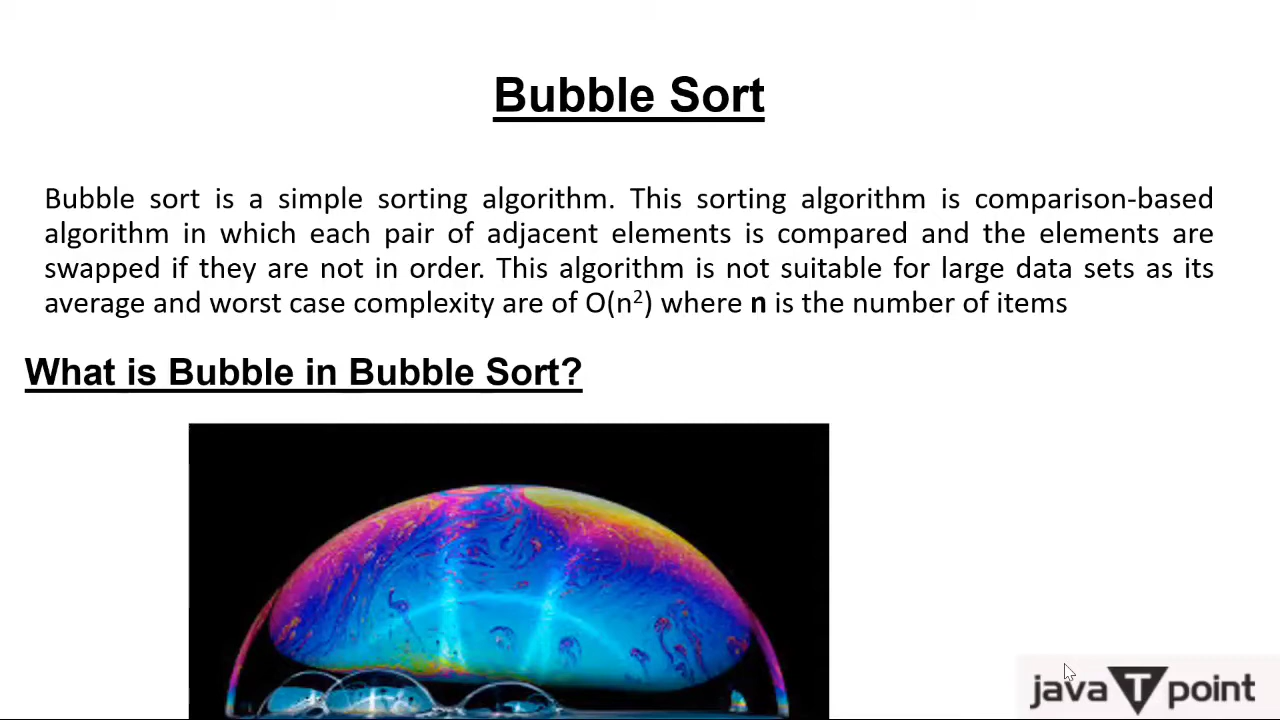 Bubble Sort
Bubble sort is a simple sorting algorithm. This sorting algorithm is comparison-based
algorithm in which each pair of adjacent elements is compared and the elements are
swapped if they are not in order. This algorithm is not suitable for large data sets as its
average and worst case complexity are of O(n²) where n is the number of items
What is Bubble in Bubble Sort?
java T point